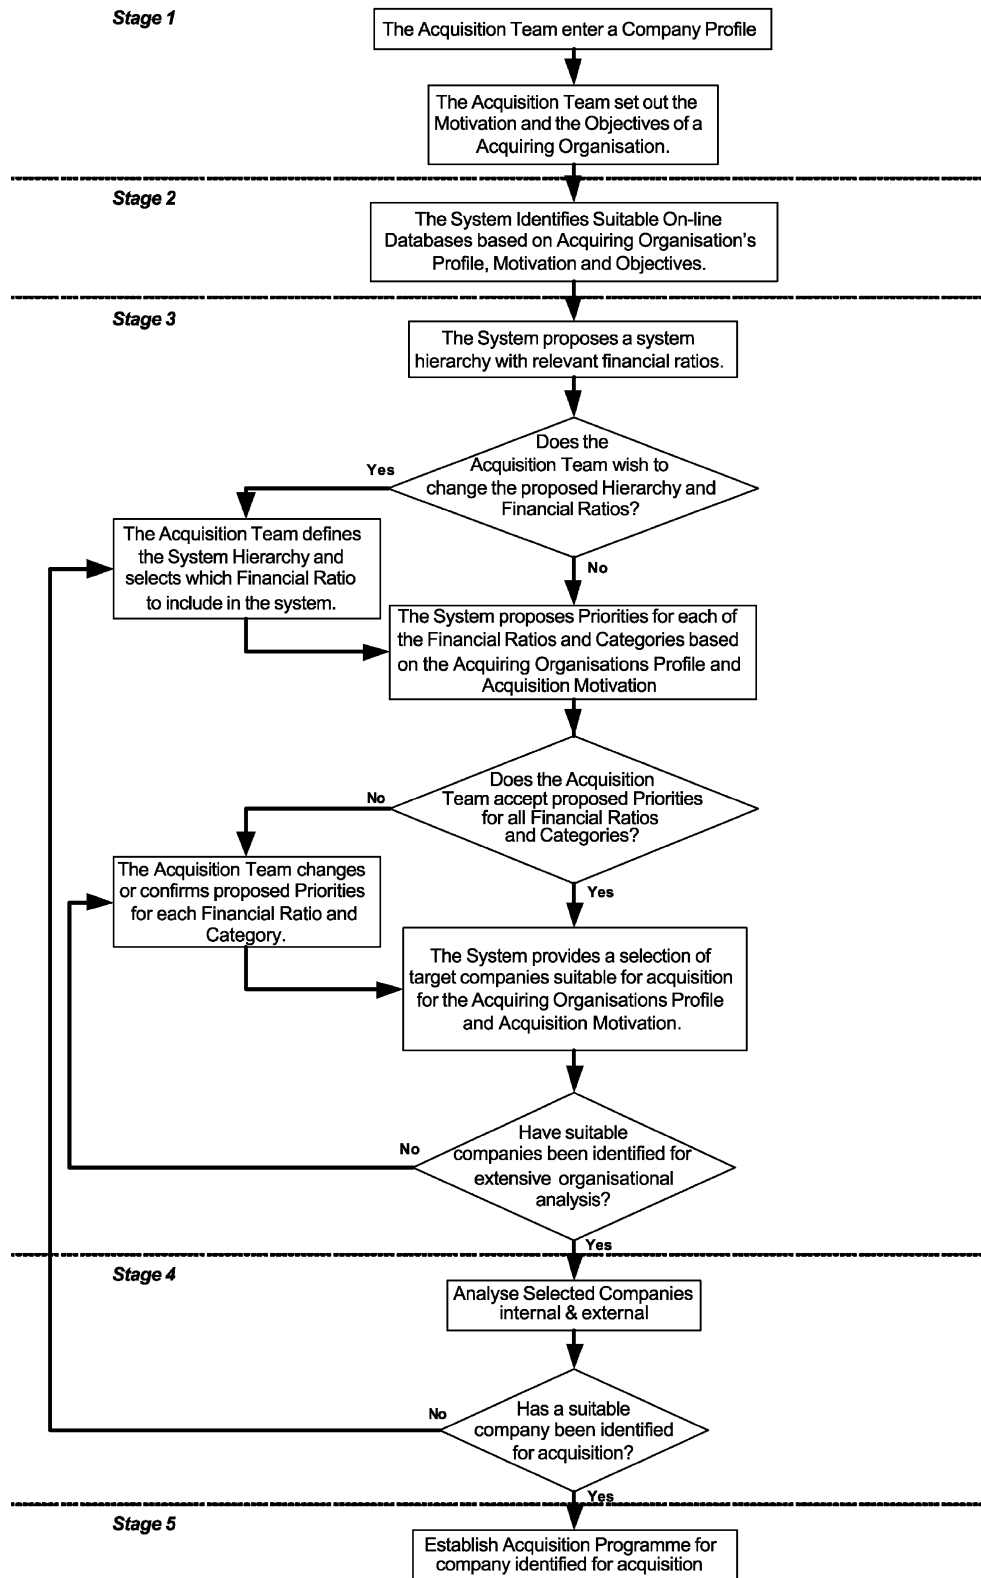 Stage 1
The Acquisition Team enter a Company Profile
The Acquisition Team set out the
Motivation and the Objectives of a
Acquiring Organisation.
Stage 2
The System Identifies Suitable On-line
Databases based on Acquiring Organisation's
Profile, Motivation and Objectives.
Stage 3
The System proposes a system
hierarchy with relevant financial ratios.
Does the
Acquisition Team wish to
change the proposed Hierarchy and
Financial Ratios?
Yes
The Acquisition Team defines
the System Hierarchy and
selects which Financial Ratio
to include in the system.
No
The System proposes Priorities for each of
the Financial Ratios and Categories based
on the Acquiring Organisations Profile and
Acquisition Motivation
Does the Acquisition
Team accept proposed Priorities
for all Financial Ratios
and Categories?
No
The Acquisition Team changes
or confirms proposed Priorities
for each Financial Ratio and
Category.
Yes
The System provides a selection of
target companies suitable for acquisition
for the Acquiring Organisations Profile
and Acquisition Motivation.
Have suitable
companies been identified for
extensive organisational
analysis?
No
Yes
Stage 4
Analyse Selected Companies
internal & external
Has a suitable
company been identified
for acquisition?
No
Yes
Stage 5
Establish Acquisition Programme for
company identified for acquisition